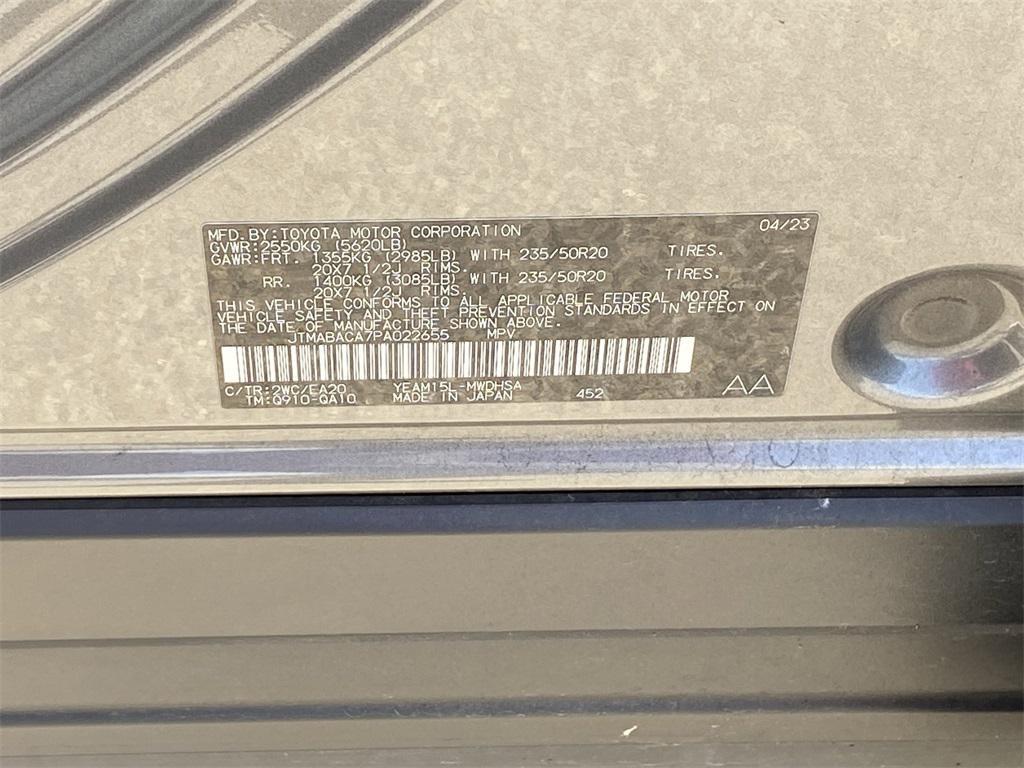 MFD.BY:TOYOTA MOTOR CORPORATION 04/23
GVWR:2550KG (5620LB)
GAWR:FRT. 1355KG (2985LB) WITH 235/50R20 TIRES.
20X7 1/2J RIMS.
RR. 1400KG (3085LB) WITH 235/50R20 TIRES.
20X7 1/2J RIMS.
THIS VEHICLE CONFORMS TO ALL APPLICABLE FEDERAL MOTOR
VEHICLE SAFETY AND THEFT PREVENTION STANDARDS IN EFFECT ON
THE DATE OF MANUFACTURE SHOWN ABOVE.
JTMABACA7PA022655 MPV
C/TR:2WC/EA20 YEAM15L-MWDHSA
TM:Q910-QA10 MADE IN JAPAN 452 AA